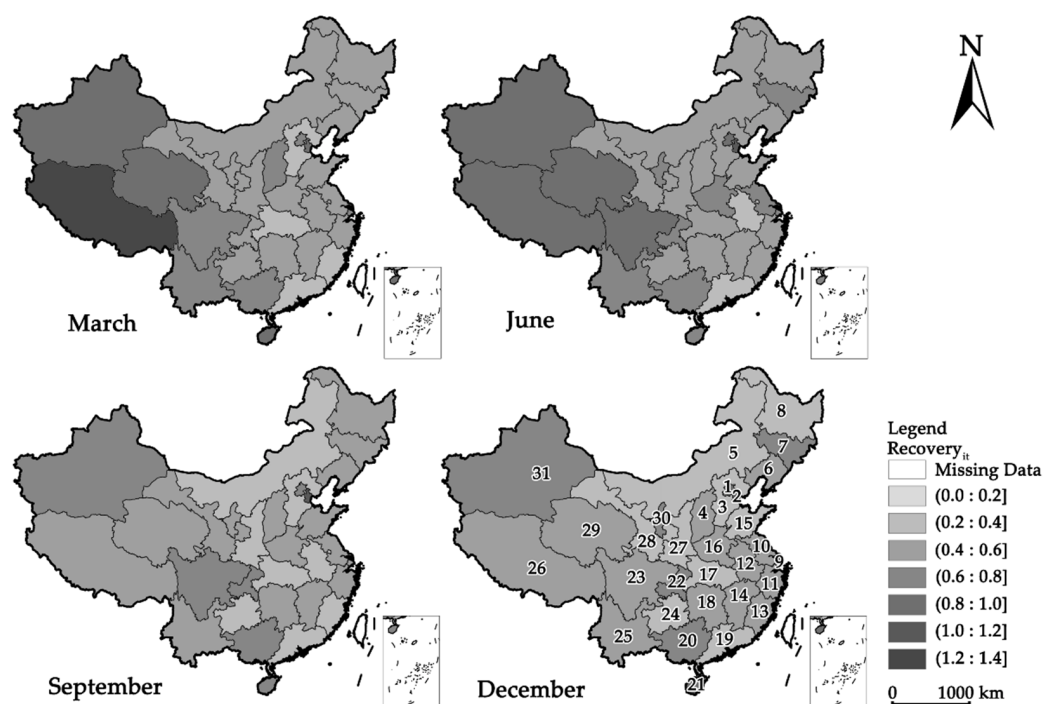 N
March
June
8
Legend
Recovery_it
5
7
31
6
Missing Data
1
2
(0.0 : 0.2]
30
4
3
15
(0.2 : 0.4]
29
28
27
16
10
(0.4 : 0.6]
9
26
23
12
22
17
11
(0.6 : 0.8]
14
18
24
13
(0.8 : 1.0]
25
20
19
(1.0 : 1.2]
(1.2 : 1.4]
21
September
December
0 1000 km